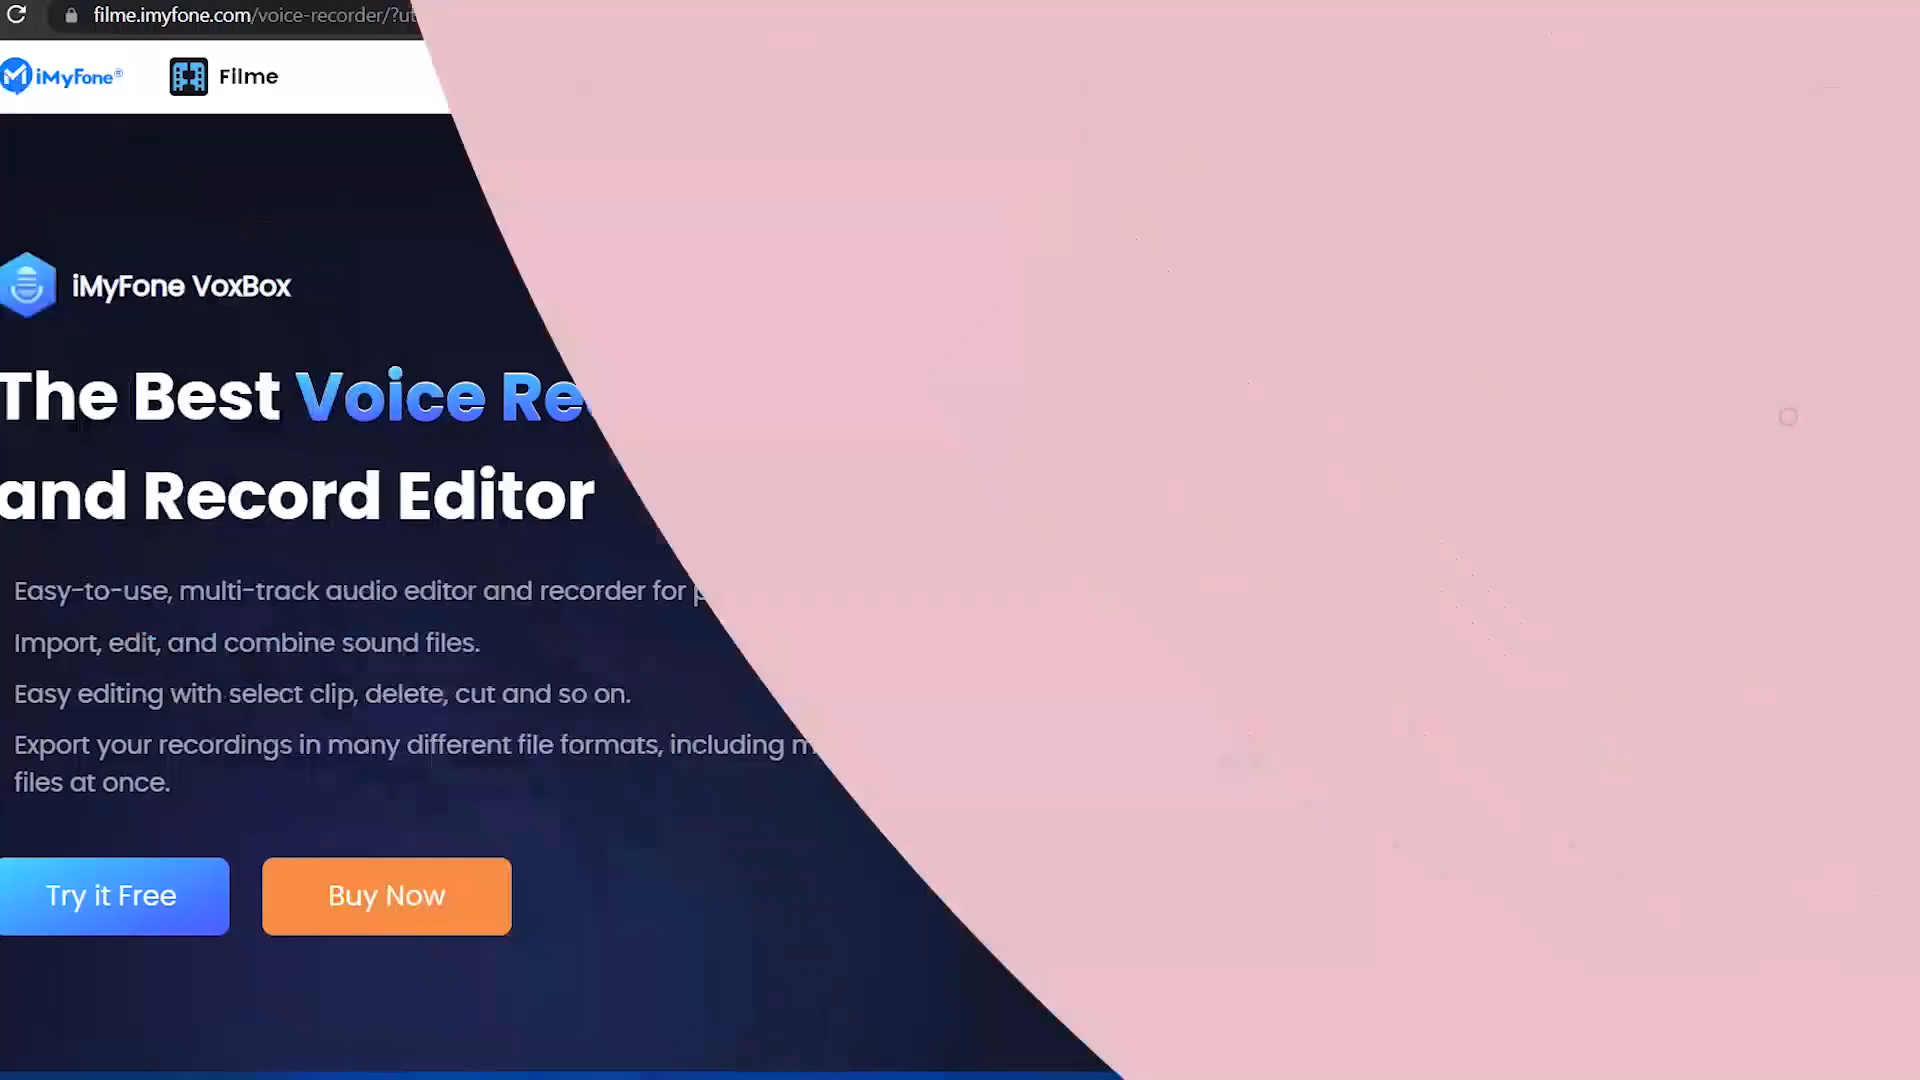 filme.imyfone.com/voice-recorder/?ut
iMyFone®
Filme
iMyFone VoxBox
The Best Voice Re
and Record Editor
Easy-to-use, multi-track audio editor and recorder for
Import, edit, and combine sound files.
Easy editing with select clip, delete, cut and so on.
Export your recordings in many different file formats, including
files at once.
Try it Free
Buy Now